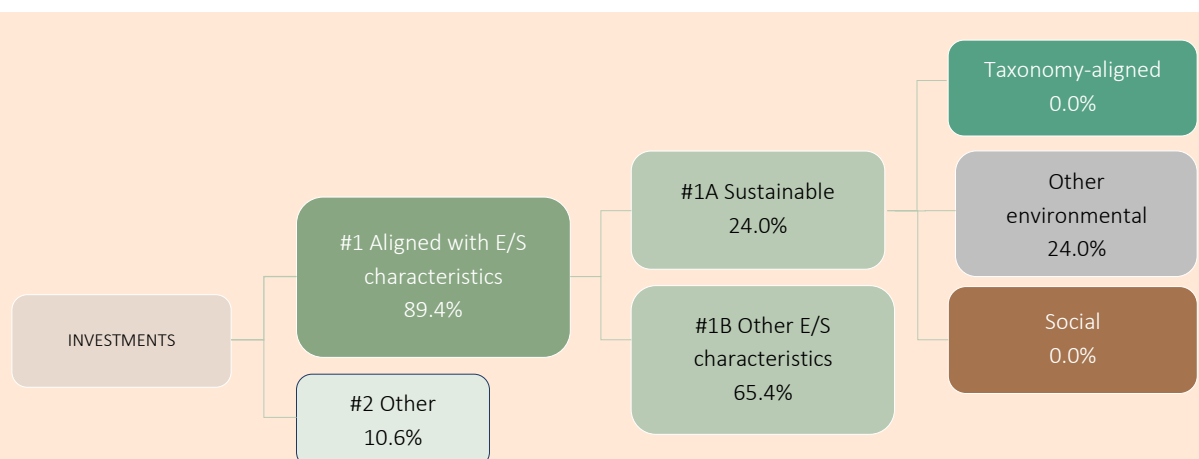 INVESTMENTS
#1 Aligned with E/S
characteristics
89.4%
#2 Other
10.6%
#1A Sustainable
24.0%
#1B Other E/S
characteristics
65.4%
Taxonomy-aligned
0.0%
Other
environmental
24.0%
Social
0.0%